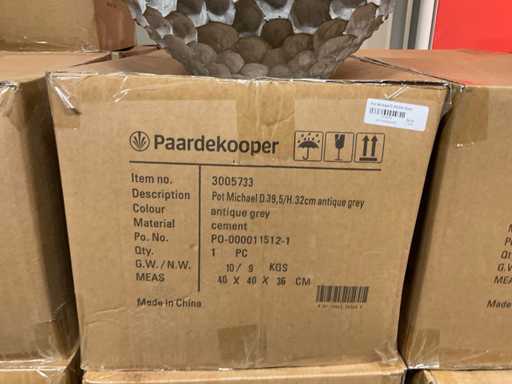 Paardekooper
Item no. 3005733
Description Pot Michael D.39,5/H.32cm antique grey
Colour antique grey
Material cement
Po. No. PO-000011512-1
Qty. 1 PC
G.W./N.W. 10/ 9 KGS
MEAS 40 X 40 X 36 CM
Made in China